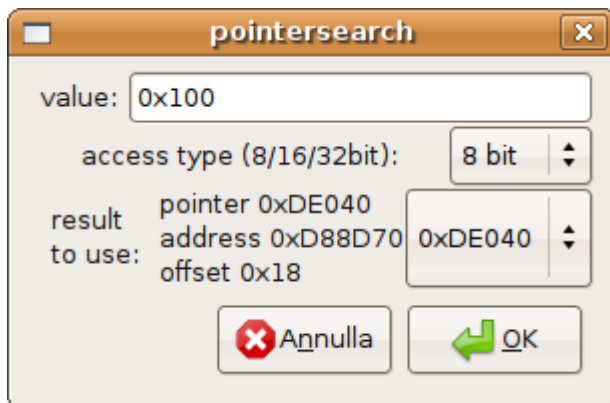 pointersearch
value: 0x100
access type (8/16/32bit): 8 bit
result
to use:
pointer 0xDE040
address 0xD88D70
offset 0x18
0xDE040
Annulla
OK